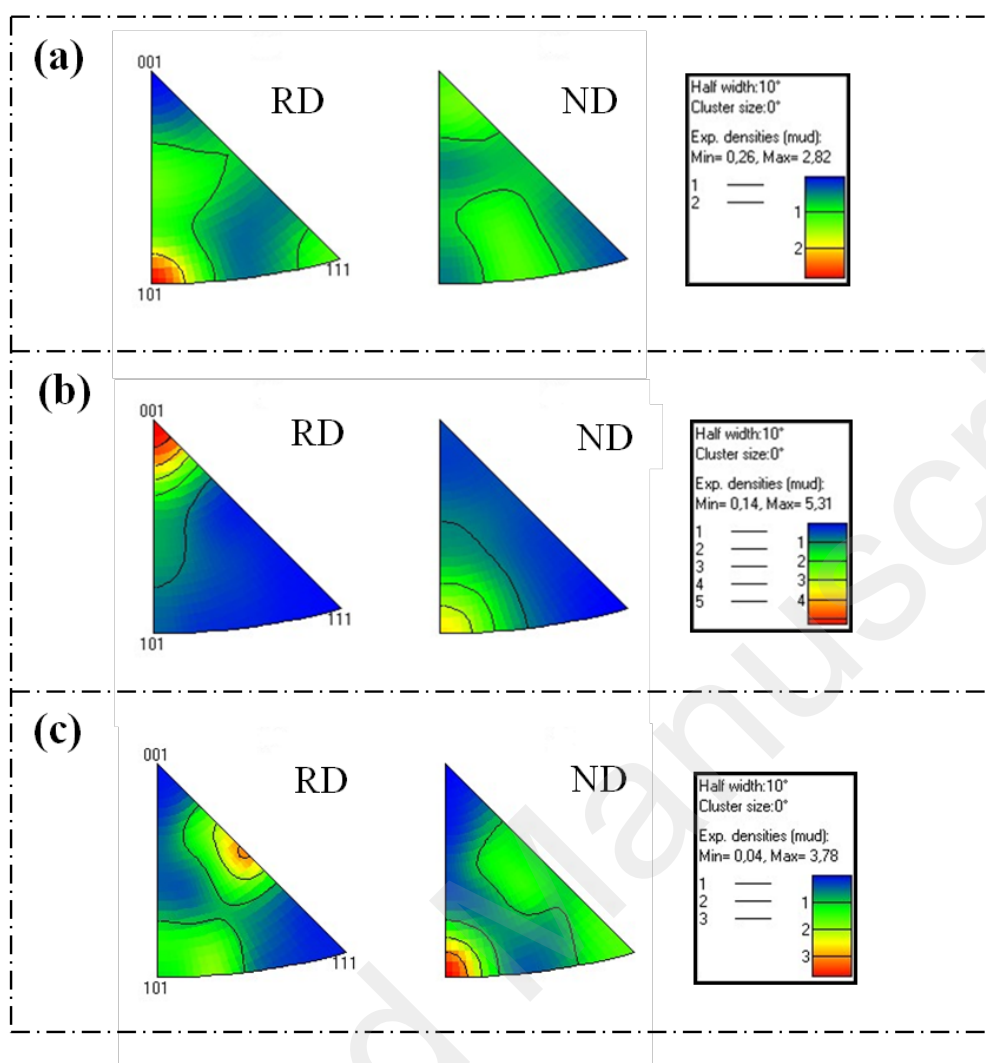 (a)
001
RD
ND
101
111
Half width:10°
Cluster size:0°
Exp. densities (mud):
Min= 0,26, Max= 2,82
1
2
1
2
(b)
001
RD
ND
101
111
Half width:10°
Cluster size:0°
Exp. densities (mud):
Min= 0,14, Max= 5,31
1
2
3
4
5
1
2
3
4
(c)
001
RD
ND
101
111
Half width:10°
Cluster size:0°
Exp. densities (mud):
Min= 0,04, Max= 3,78
1
2
3
1
2
3
d Manuscr